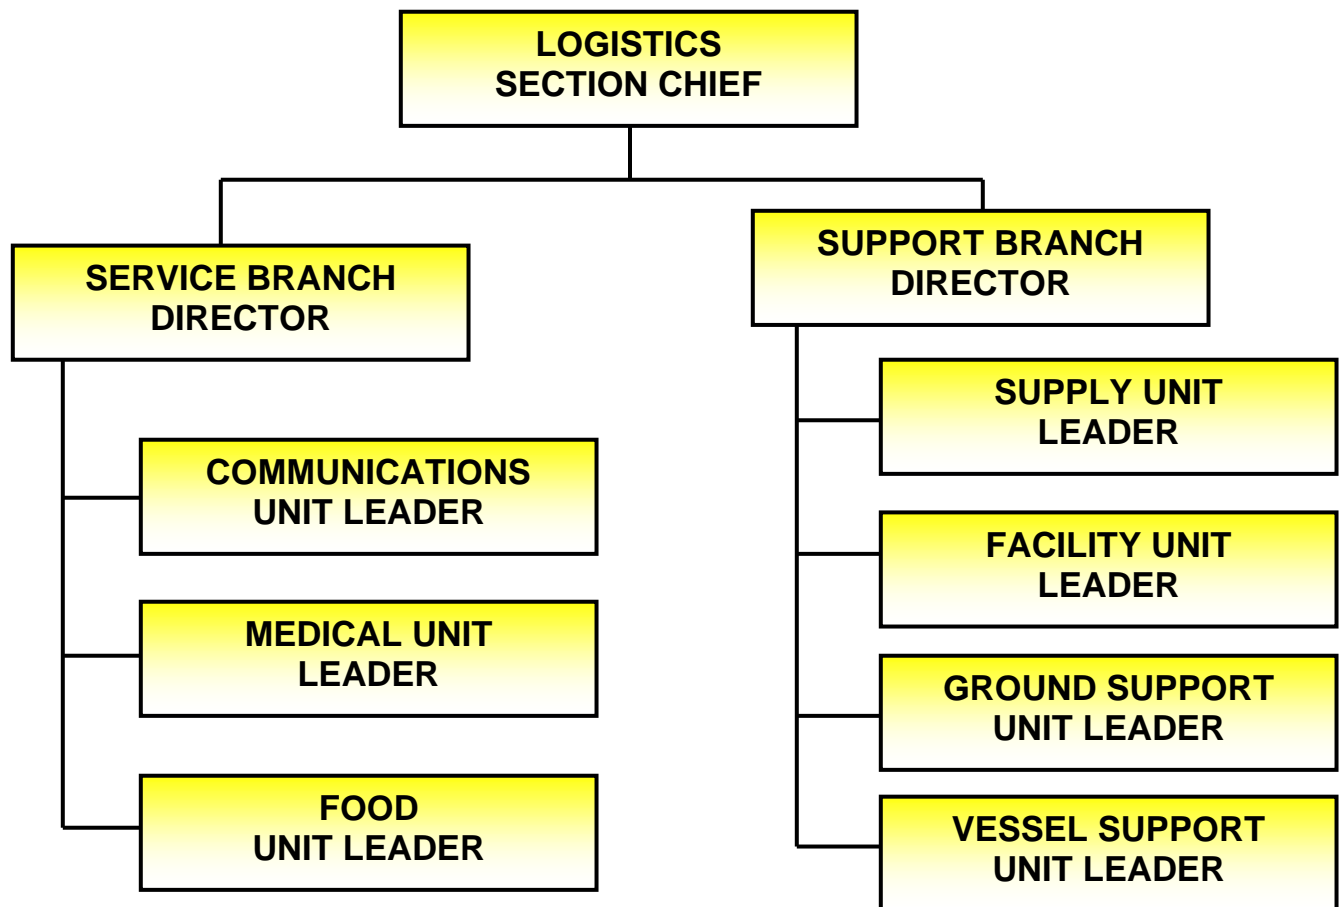 LOGISTICS
SECTION CHIEF
SERVICE BRANCH
DIRECTOR
COMMUNICATIONS
UNIT LEADER
MEDICAL UNIT
LEADER
FOOD
UNIT LEADER
SUPPORT BRANCH
DIRECTOR
SUPPLY UNIT
LEADER
FACILITY UNIT
LEADER
GROUND SUPPORT
UNIT LEADER
VESSEL SUPPORT
UNIT LEADER